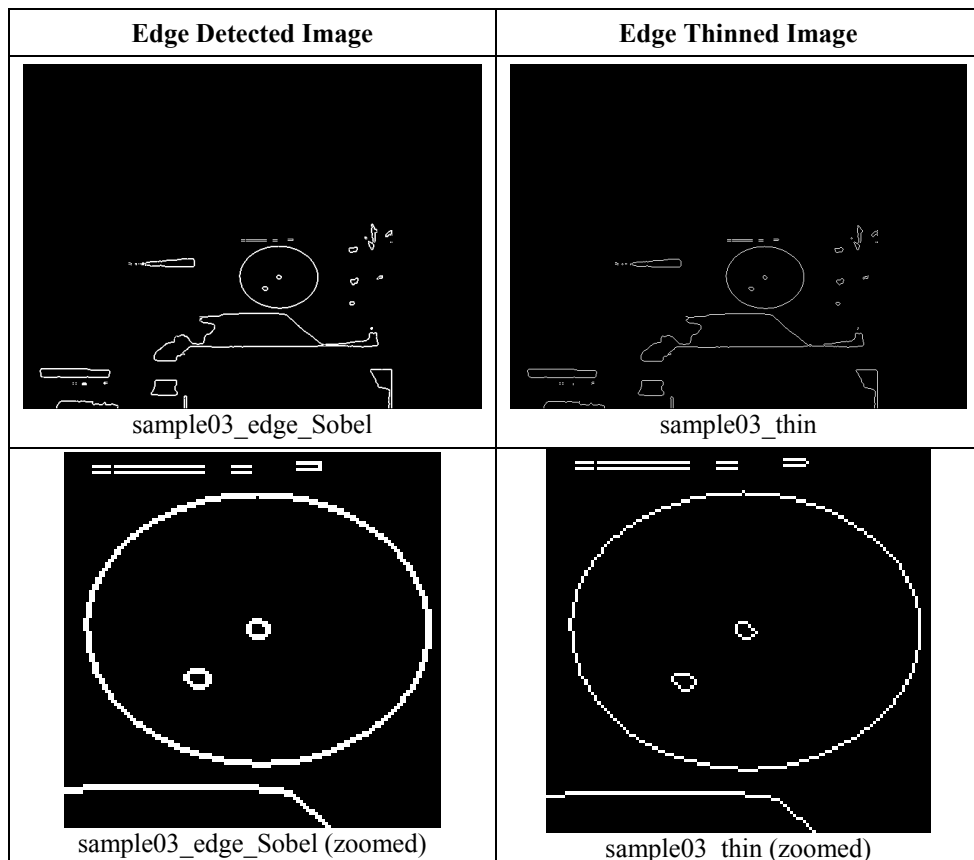 Edge Detected Image
Edge Thinned Image
sample03_edge_Sobel
sample03_thin
sample03_edge_Sobel (zoomed)
sample03_thin (zoomed)